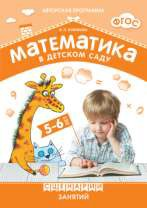 АВТОРСКАЯ ПРОГРАММА
ФГОС
МАТЕМАТИКА
В ДЕТСКОМ САДУ
5-6
СЦЕНАРИИ
ЗАНЯТИЙ